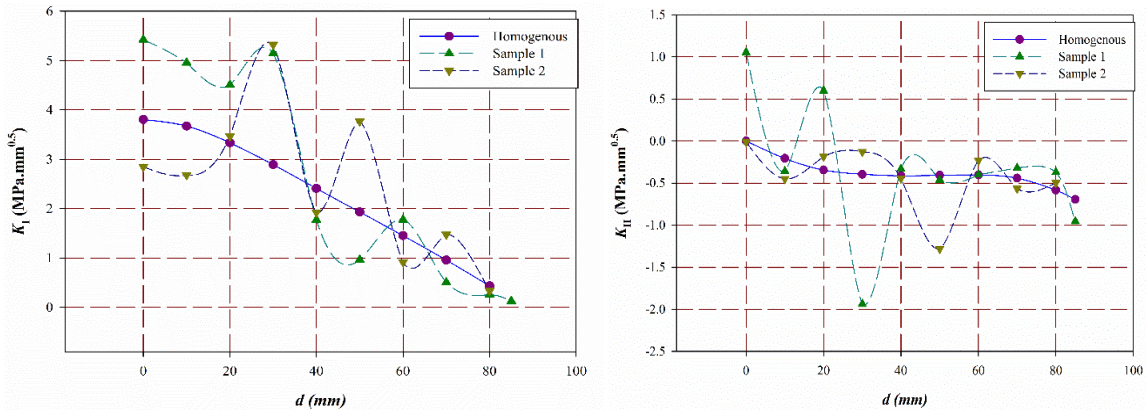 6
5
4
3
2
1
0
K_I (MPa.mm^0.5)
0 20 40 60 80 100
d (mm)
Homogenous
Sample 1
Sample 2
1.5
1.0
0.5
0.0
-0.5
-1.0
-1.5
-2.0
-2.5
K_II (MPa.mm^0.5)
0 20 40 60 80 100
d (mm)
Homogenous
Sample 1
Sample 2